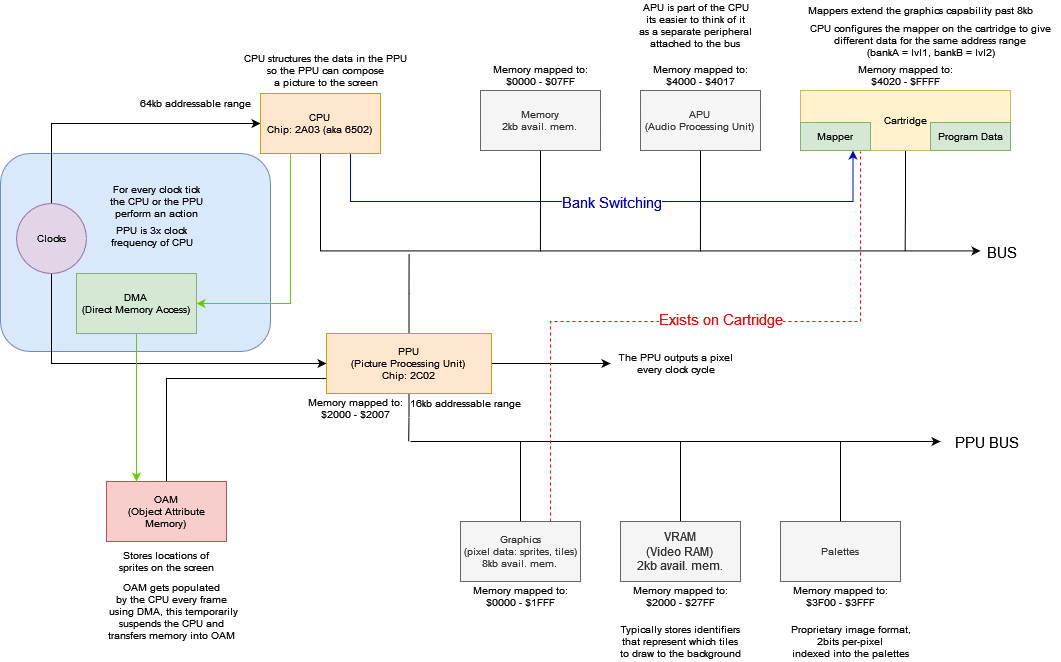 APU is part of the CPU
its easier to think of it
as a separate peripheral
attached to the bus
Mappers extend the graphics capability past 8kb
CPU configures the mapper on the cartridge to give
different data for the same address range
(bankA = lvl1, bankB = lvl2)
CPU structures the data in the PPU
so the PPU can compose
a picture to the screen
Memory mapped to:
$0000 - $07FF
Memory mapped to:
$4000 - $4017
Memory mapped to:
$4020 - $FFFF
64kb addressable range
CPU
Chip: 2A03 (aka 6502)
Memory
2kb avail. mem.
APU
(Audio Processing Unit)
Cartridge
Mapper
Program Data
For every clock tick
the CPU or the PPU
perform an action
PPU is 3x clock
frequency of CPU
Clocks
Bank Switching
BUS
DMA
(Direct Memory Access)
Exists on Cartridge
PPU
(Picture Processing Unit)
Chip: 2C02
The PPU outputs a pixel
every clock cycle
Memory mapped to:
$2000 - $2007
16kb addressable range
PPU BUS
OAM
(Object Attribute
Memory)
Graphics
(pixel data: sprites, tiles)
8kb avail. mem.
VRAM
(Video RAM)
2kb avail. mem.
Palettes
Stores locations of
sprites on the screen
OAM gets populated
by the CPU every frame
using DMA, this temporarily
suspends the CPU and
transfers memory into OAM
Memory mapped to:
$0000 - $1FFF
Memory mapped to:
$2000 - $27FF
Memory mapped to:
$3F00 - $3FFF
Typically stores identifiers
that represent which tiles
to draw to the background
Proprietary image format,
2bits per-pixel
indexed into the palettes